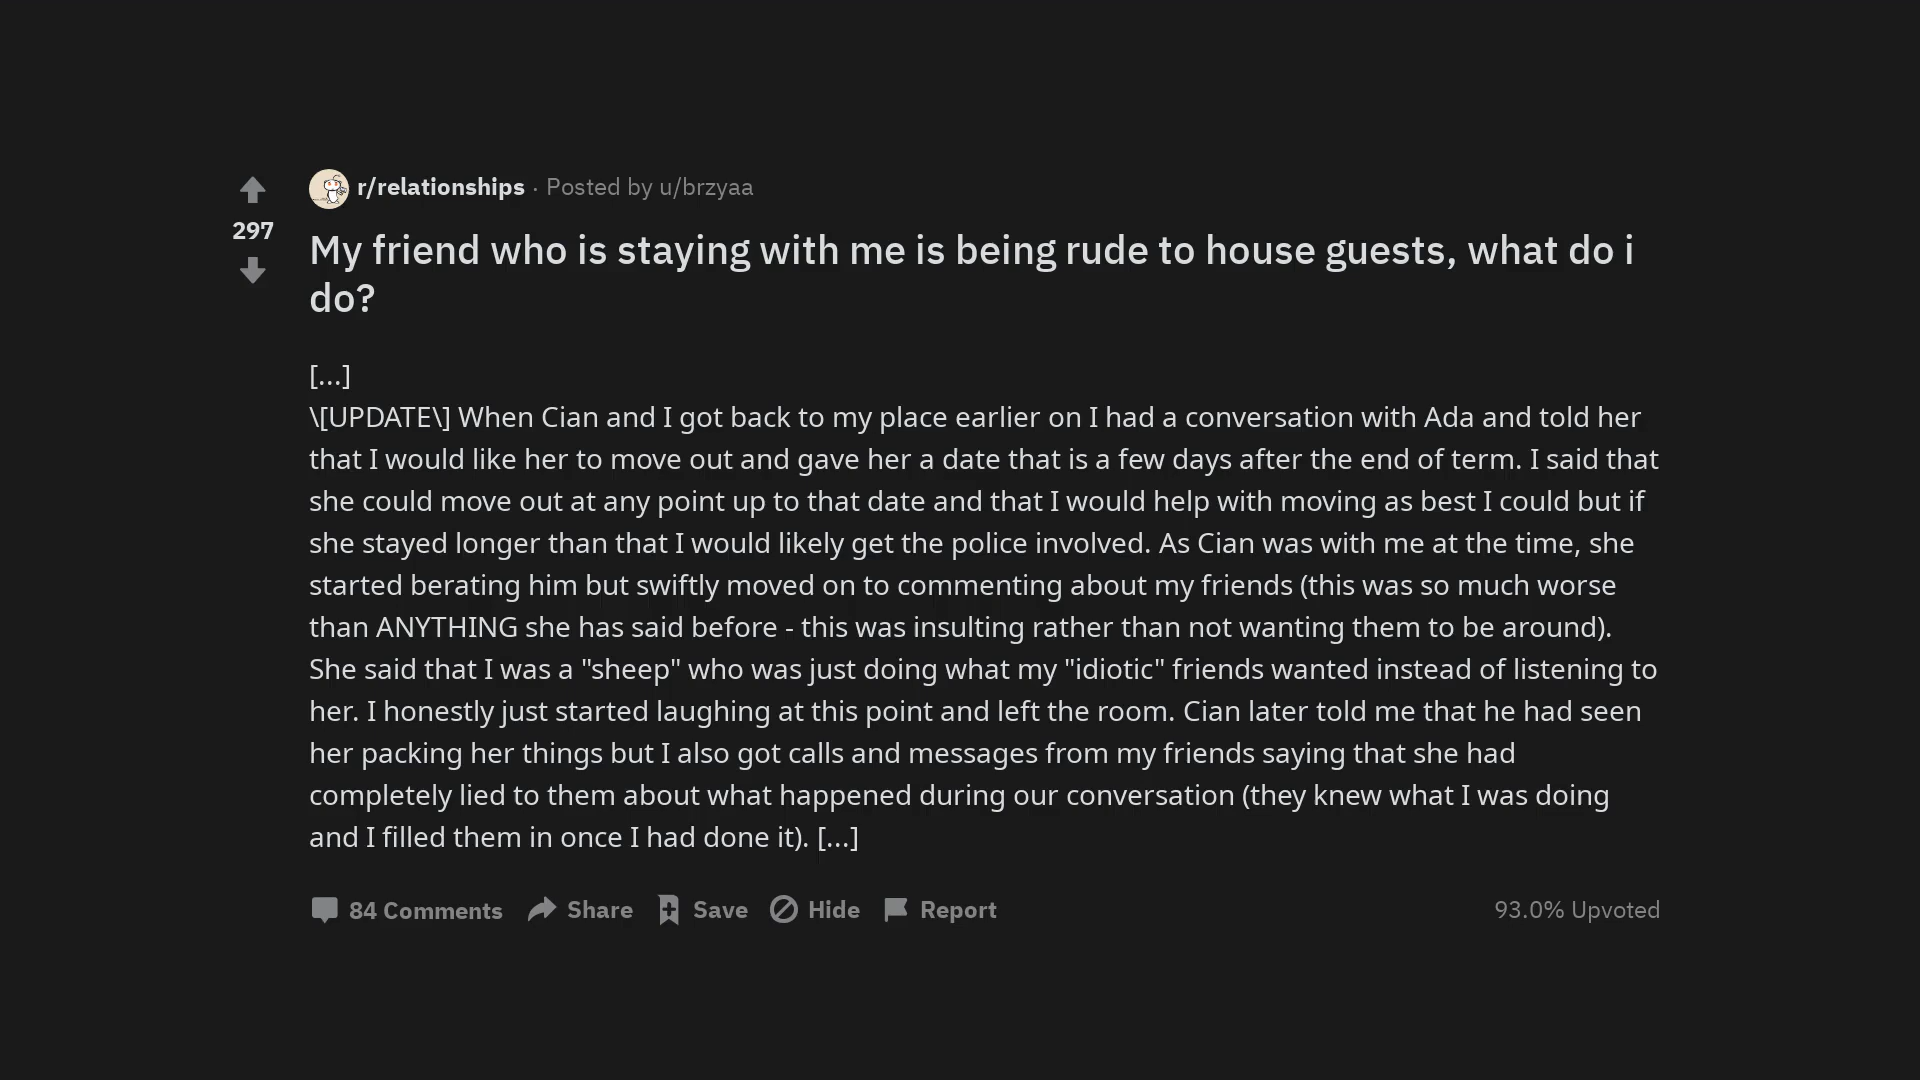 r/relationships · Posted by u/brzyaa
297
My friend who is staying with me is being rude to house guests, what do i
do?
[...]
\[UPDATE\] When Cian and I got back to my place earlier on I had a conversation with Ada and told her
that I would like her to move out and gave her a date that is a few days after the end of term. I said that
she could move out at any point up to that date and that I would help with moving as best I could but if
she stayed longer than that I would likely get the police involved. As Cian was with me at the time, she
started berating him but swiftly moved on to commenting about my friends (this was so much worse
than ANYTHING she has said before - this was insulting rather than not wanting them to be around).
She said that I was a "sheep" who was just doing what my "idiotic" friends wanted instead of listening to
her. I honestly just started laughing at this point and left the room. Cian later told me that he had seen
her packing her things but I also got calls and messages from my friends saying that she had
completely lied to them about what happened during our conversation (they knew what I was doing
and I filled them in once I had done it). [...]
84 Comments Share Save Hide Report 93.0% Upvoted